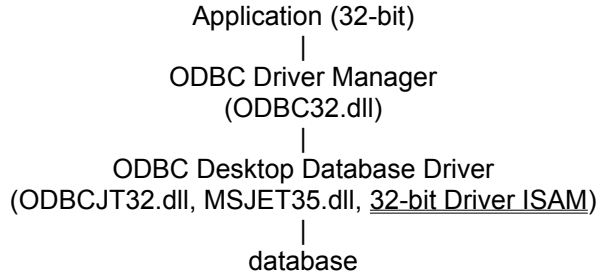 Application (32-bit)
|
ODBC Driver Manager
(ODBC32.dll)
|
ODBC Desktop Database Driver
(ODBCJT32.dll, MSJET35.dll, 32-bit Driver ISAM)
|
database